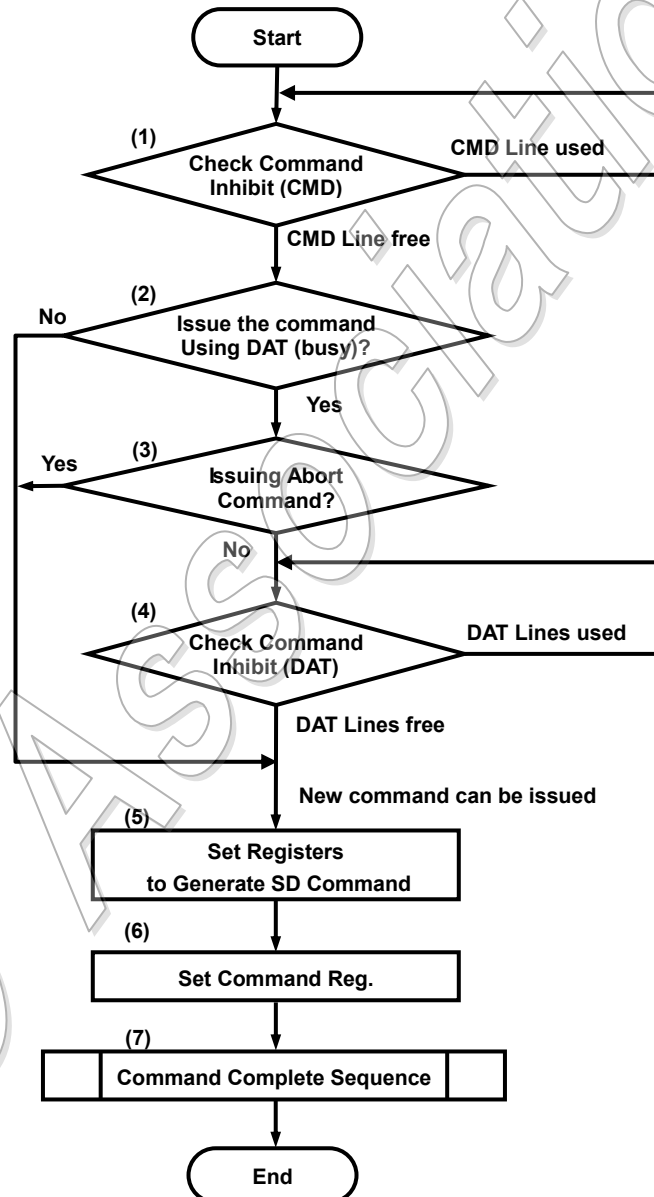 Start
(1)
Check Command
Inhibit (CMD)
CMD Line used
CMD Line free
(2)
No
Issue the command
Using DAT (busy)?
Yes
(3)
Yes
Issuing Abort
Command?
No
(4)
Check Command
Inhibit (DAT)
DAT Lines used
DAT Lines free
New command can be issued
(5)
Set Registers
to Generate SD Command
(6)
Set Command Reg.
(7)
Command Complete Sequence
End